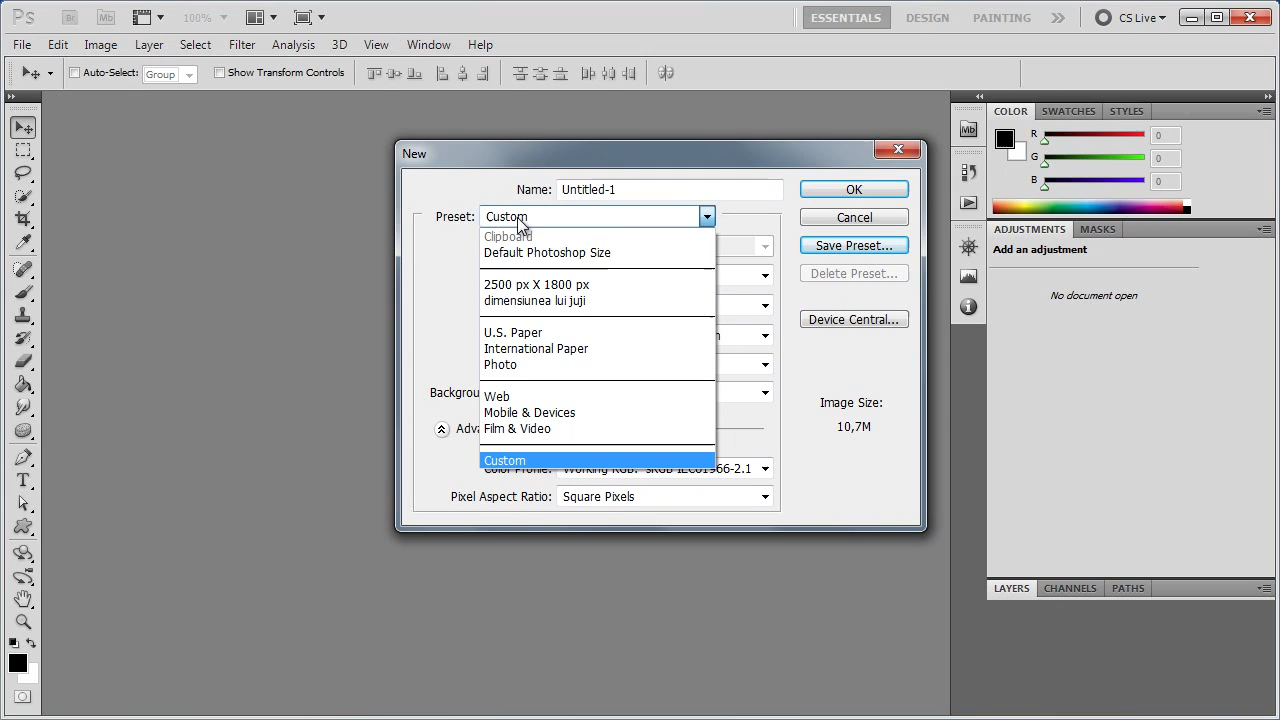 Ps Br Mb 100% ESSENTIALS DESIGN PAINTING CS Live
File Edit Image Layer Select Filter Analysis 3D View Window Help
Auto-Select: Group Show Transform Controls
COLOR SWATCHES STYLES
Mb
R 0
G 0
B 0
ADJUSTMENTS MASKS
Add an adjustment
No document open
LAYERS CHANNELS PATHS
New
Name: Untitled-1
Preset: Custom
Clipboard
Default Photoshop Size
2500 px X 1800 px
dimensiunea lui juji
U.S. Paper
International Paper
Photo
Web
Mobile & Devices
Film & Video
Custom
Color Profile: Working RGB: sRGB IEC61966-2.1
Pixel Aspect Ratio: Square Pixels
OK
Cancel
Save Preset...
Delete Preset...
Device Central...
Image Size:
10,7M